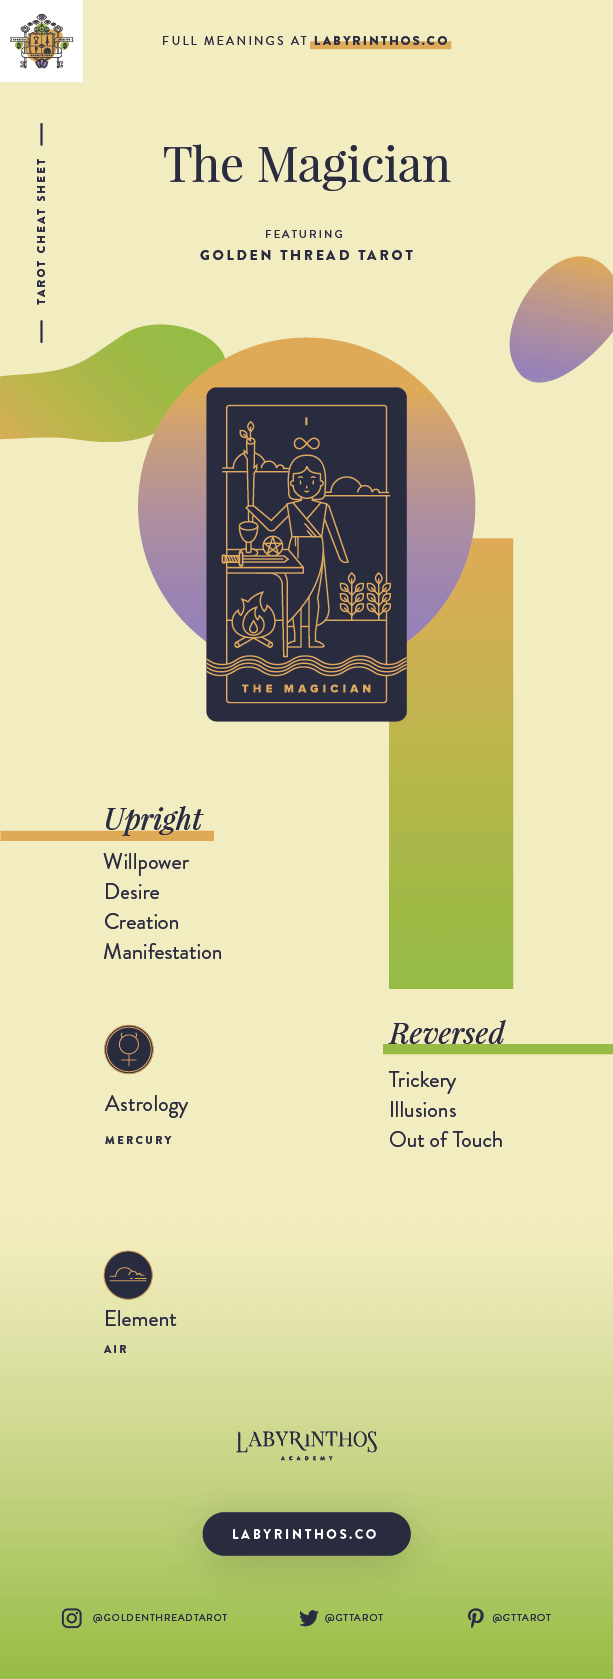 FULL MEANINGS AT LABYRINTHOS.CO
TAROT CHEAT SHEET
The Magician
FEATURING
GOLDEN THREAD TAROT
I
THE MAGICIAN
Upright
Willpower
Desire
Creation
Manifestation
Astrology
MERCURY
Reversed
Trickery
Illusions
Out of Touch
Element
AIR
LABYRINTHOS
ACADEMY
LABYRINTHOS.CO
@GOLDENTHREADTAROT
@GTTAROT
@GTTAROT